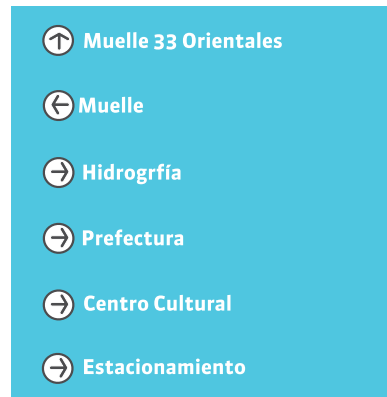 Muelle 33 Orientales
Muelle
Hidrogrfía
Prefectura
Centro Cultural
Estacionamiento